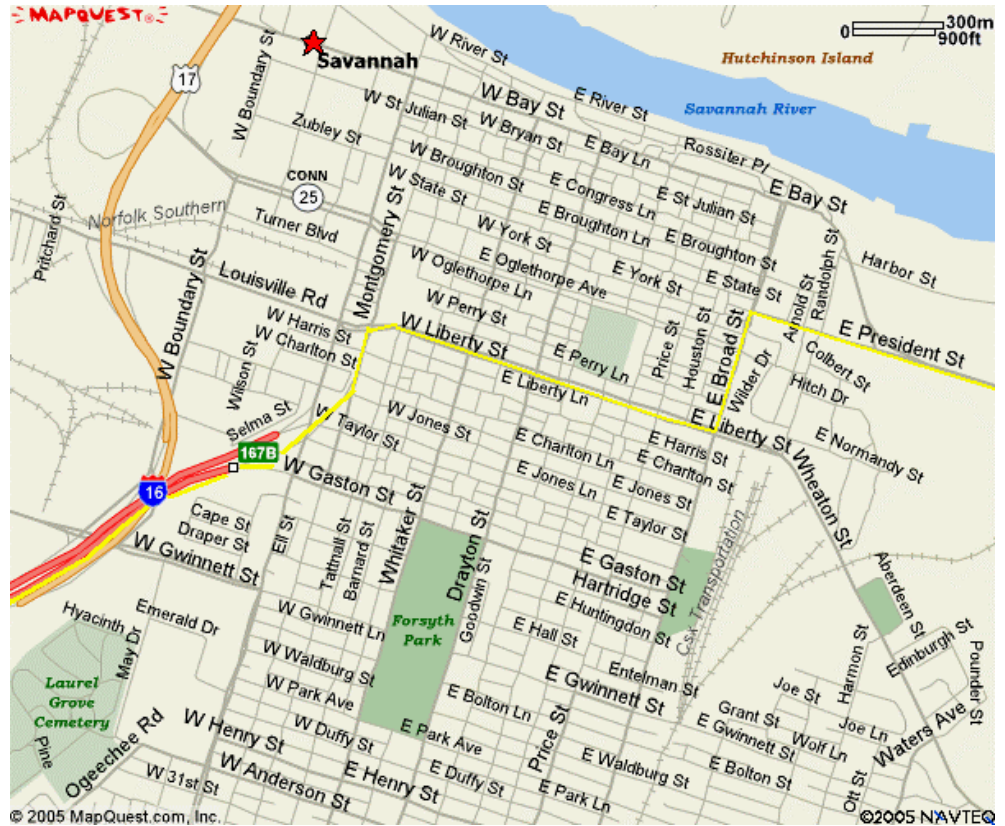 MAPQUEST
300m
0
900ft
Hutchinson Island
W River St
Savannah
17
W Boundary St
W Bay St
E River St
Savannah River
W St Julian St
W Bryan St
Zubley St
E Bay Ln
Rossiter Pl
CONN
25
W Broughton St
E Congress Ln
E St Julian St
E Bay St
W State St
Pritchard St
Norfolk Southern
Turner Blvd
Montgomery St
W York St
E Broughton Ln
E Broughton St
Randolph St
Harbor St
W Oglethorpe Ln
E Oglethorpe Ave
E York St
E State St
Arnold St
Louisville Rd
W Boundary St
W Perry St
W Harris St
W Liberty St
Price St
Houston St
E Broad St
E President St
W Charlton St
E Perry Ln
Wilder Dr
Colbert St
Wilson St
E Liberty Ln
Hitch Dr
Selma St
W Taylor St
W Jones St
E Liberty St
E Harris St
E Normandy St
167B
E Charlton Ln
E Charlton St
W Gaston St
E Jones Ln
E Jones St
Wheaton St
16
Cape St
Draper St
E Taylor St
W Gwinnett St
Ell St
Tattnall St
Barnard St
Whitaker St
Drayton St
Goodwin St
E Gaston St
Hartridge St
Csx Transportation
Aberdeen St
Hyacinth
Emerald Dr
May Dr
W Gwinnett Ln
Forsyth
Park
E Huntingdon St
E Hall St
Edinburgh St
W Waldburg St
Entelman St
Harmon St
Pounder St
Laurel
Grove
Cemetery
W Park Ave
E Gwinnett St
Joe St
E Bolton Ln
Grant St
Joe Ln
Pine
Ogeechee Rd
W Henry St
W Duffy St
E Park Ave
Price St
E Gwinnett St
Wolf Ln
Waters Ave
W 31st St
W Anderson St
E Henry St
E Duffy St
E Waldburg St
E Bolton St
E Park Ln
Ott St
© 2005 MapQuest.com, Inc.
©2005 NAVTEQ